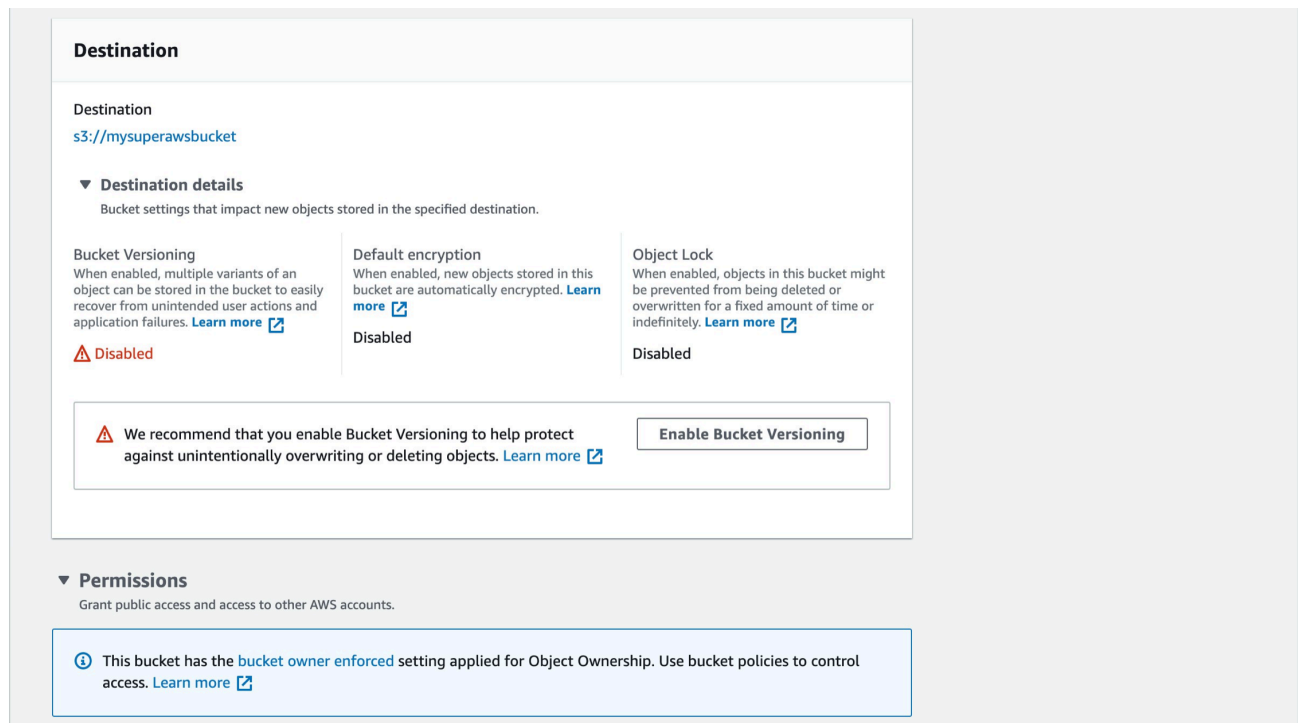 Destination
Destination
s3://mysuperawsbucket
Destination details
Bucket settings that impact new objects stored in the specified destination.
Bucket Versioning
When enabled, multiple variants of an
object can be stored in the bucket to easily
recover from unintended user actions and
application failures. Learn more
Disabled
Default encryption
When enabled, new objects stored in this
bucket are automatically encrypted. Learn
more
Disabled
Object Lock
When enabled, objects in this bucket might
be prevented from being deleted or
overwritten for a fixed amount of time or
indefinitely. Learn more
Disabled
We recommend that you enable Bucket Versioning to help protect
against unintentionally overwriting or deleting objects. Learn more
Enable Bucket Versioning
Permissions
Grant public access and access to other AWS accounts.
This bucket has the bucket owner enforced setting applied for Object Ownership. Use bucket policies to control
access. Learn more